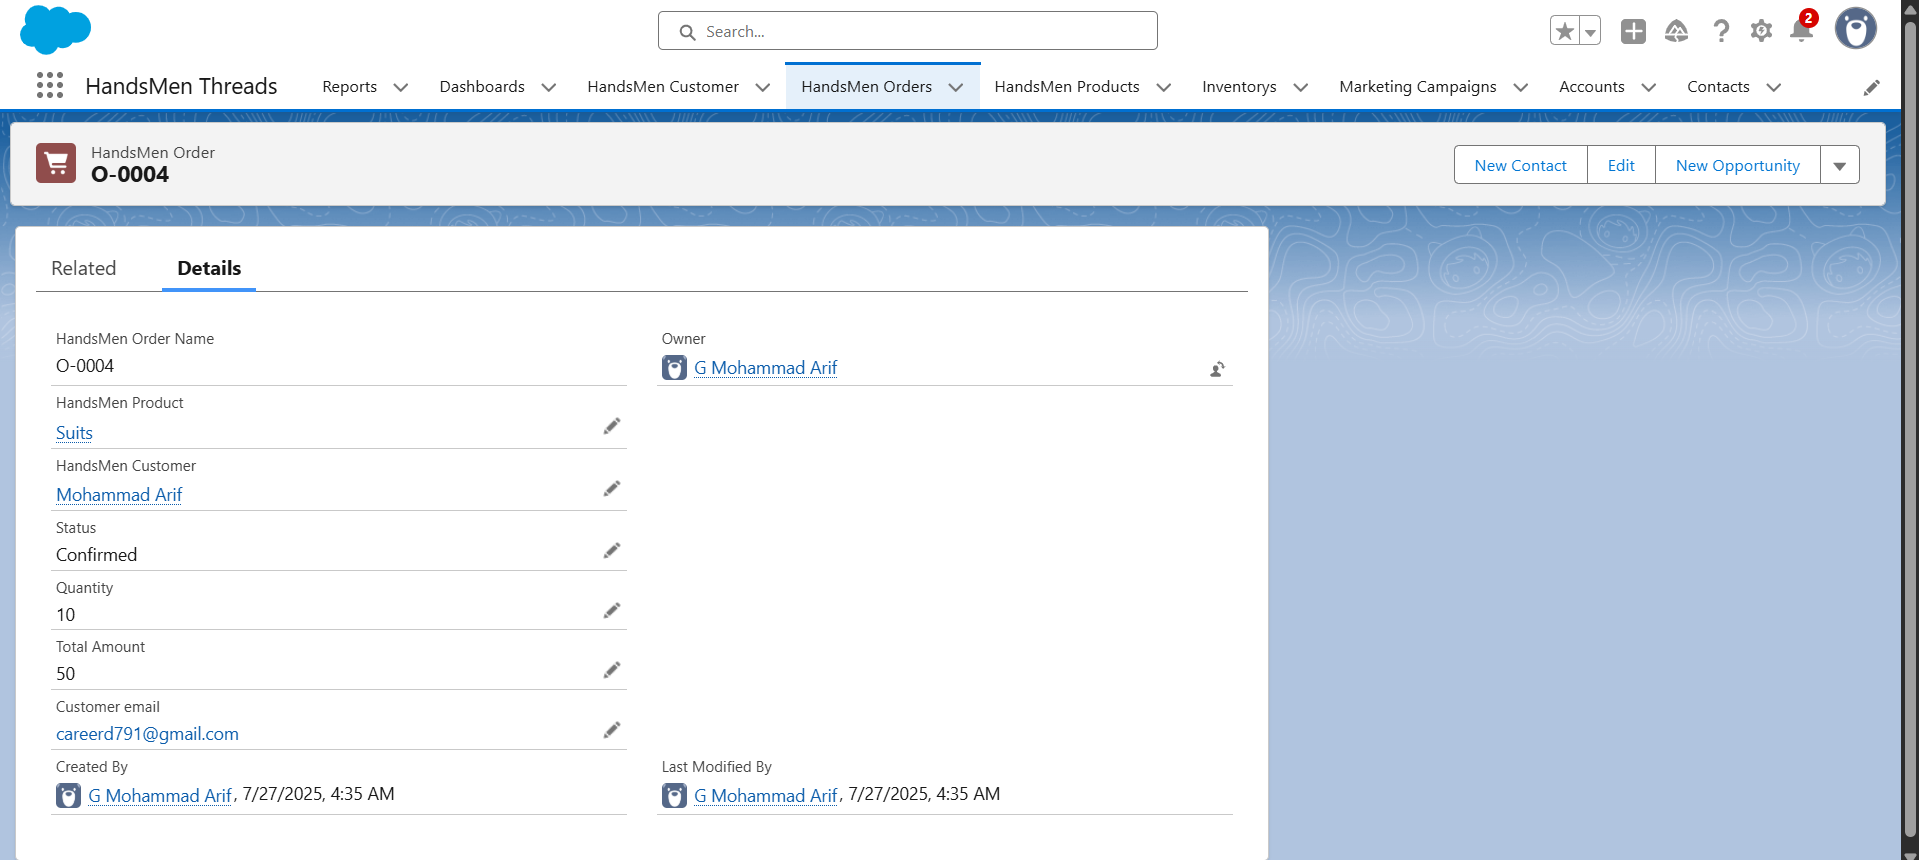 Search...
2
HandsMen Threads
Reports
Dashboards
HandsMen Customer
HandsMen Orders
HandsMen Products
Inventorys
Marketing Campaigns
Accounts
Contacts
HandsMen Order
O-0004
New Contact
Edit
New Opportunity
Related
Details
HandsMen Order Name
O-0004
Owner
G Mohammad Arif
HandsMen Product
Suits
HandsMen Customer
Mohammad Arif
Status
Confirmed
Quantity
10
Total Amount
50
Customer email
careerd791@gmail.com
Created By
G Mohammad Arif, 7/27/2025, 4:35 AM
Last Modified By
G Mohammad Arif, 7/27/2025, 4:35 AM